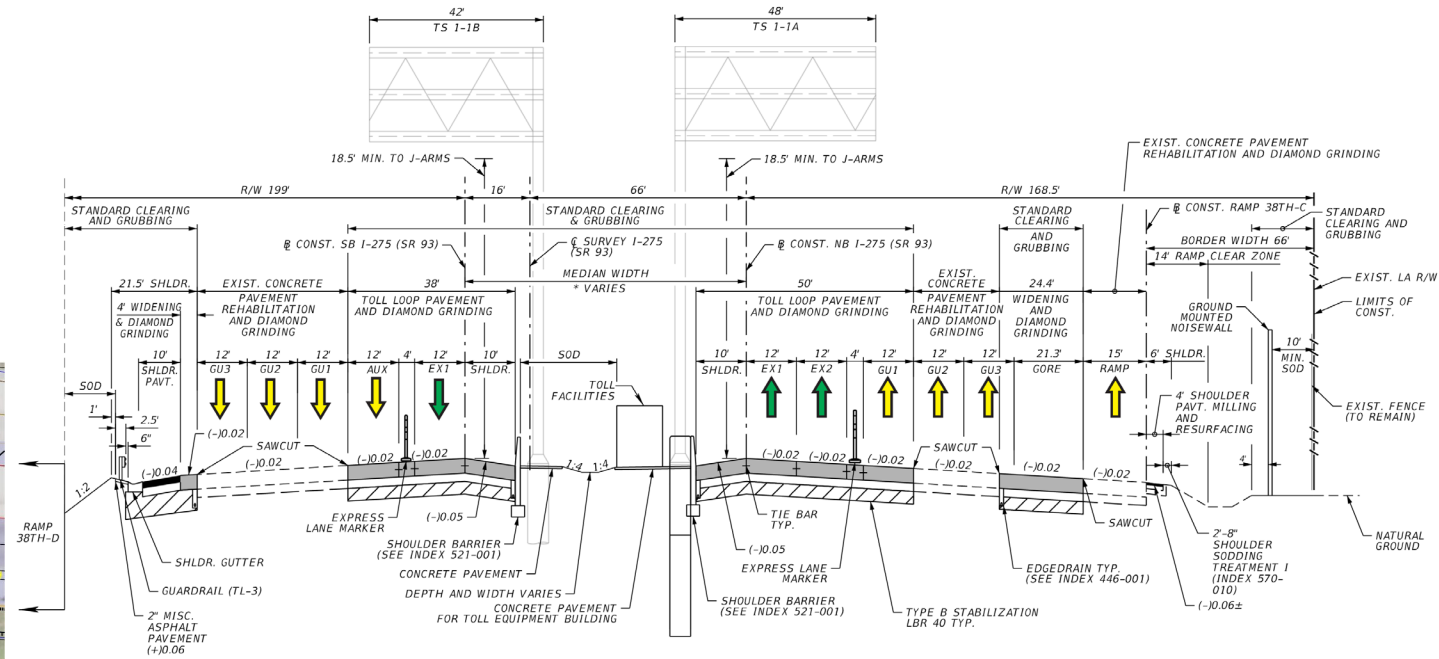 42'
TS 1-1B
48'
TS 1-1A
18.5' MIN. TO J-ARMS
18.5' MIN. TO J-ARMS
EXIST. CONCRETE PAVEMENT
REHABILITATION AND DIAMOND GRINDING
R/W 199'
16'
66'
R/W 168.5'
STANDARD CLEARING
AND GRUBBING
STANDARD CLEARING
& GRUBBING
STANDARD
CLEARING
AND
GRUBBING
℄ CONST. RAMP 38TH-C
STANDARD
CLEARING AND
GRUBBING
BORDER WIDTH 66'
14' RAMP CLEAR ZONE
℄ CONST. SB I-275 (SR 93)
℄ SURVEY I-275
(SR 93)
℄ CONST. NB I-275 (SR 93)
MEDIAN WIDTH
* VARIES
21.5' SHLDR.
EXIST. CONCRETE
PAVEMENT
REHABILITATION
AND DIAMOND
GRINDING
38'
TOLL LOOP PAVEMENT
AND DIAMOND GRINDING
50'
TOLL LOOP PAVEMENT
AND DIAMOND GRINDING
EXIST.
CONCRETE
PAVEMENT
REHABILITATION
AND DIAMOND
GRINDING
24.4'
WIDENING
AND
DIAMOND
GRINDING
GROUND
MOUNTED
NOISEWALL
EXIST. LA R/W
LIMITS OF
CONST.
4' WIDENING
& DIAMOND
GRINDING
10'
SHLDR.
PAVT.
12'
GU3
12'
GU2
12'
GU1
12'
AUX
4'
12'
EX1
10'
SHLDR.
SOD
TOLL
FACILITIES
10'
SHLDR.
12'
EX1
12'
EX2
4'
12'
GU1
12'
GU2
12'
GU3
21.3'
GORE
15'
RAMP
6' SHLDR.
10'
MIN.
SOD
SOD
1'
2.5'
6"
4' SHOULDER
PAVT. MILLING
AND
RESURFACING
EXIST. FENCE
(TO REMAIN)
(-)0.02
SAWCUT
(-)0.04
(-)0.02
(-)0.02
(-)0.02
1:4
1:4
(-)0.02
(-)0.02
(-)0.02
(-)0.02
SAWCUT
(-)0.02
(-)0.02
4'
1:2
RAMP
38TH-D
EXPRESS
LANE MARKER
(-)0.05
TIE BAR
TYP.
SAWCUT
SHOULDER BARRIER
(SEE INDEX 521-001)
(-)0.05
2'-8"
SHOULDER
SODDING
TREATMENT I
(INDEX 570-
010)
NATURAL
GROUND
SHLDR. GUTTER
CONCRETE PAVEMENT
EXPRESS LANE
MARKER
EDGEDRAIN TYP.
(SEE INDEX 446-001)
GUARDRAIL (TL-3)
DEPTH AND WIDTH VARIES
CONCRETE PAVEMENT
FOR TOLL EQUIPMENT BUILDING
SHOULDER BARRIER
(SEE INDEX 521-001)
TYPE B STABILIZATION
LBR 40 TYP.
(-)0.06±
2" MISC.
ASPHALT
PAVEMENT
(+)0.06